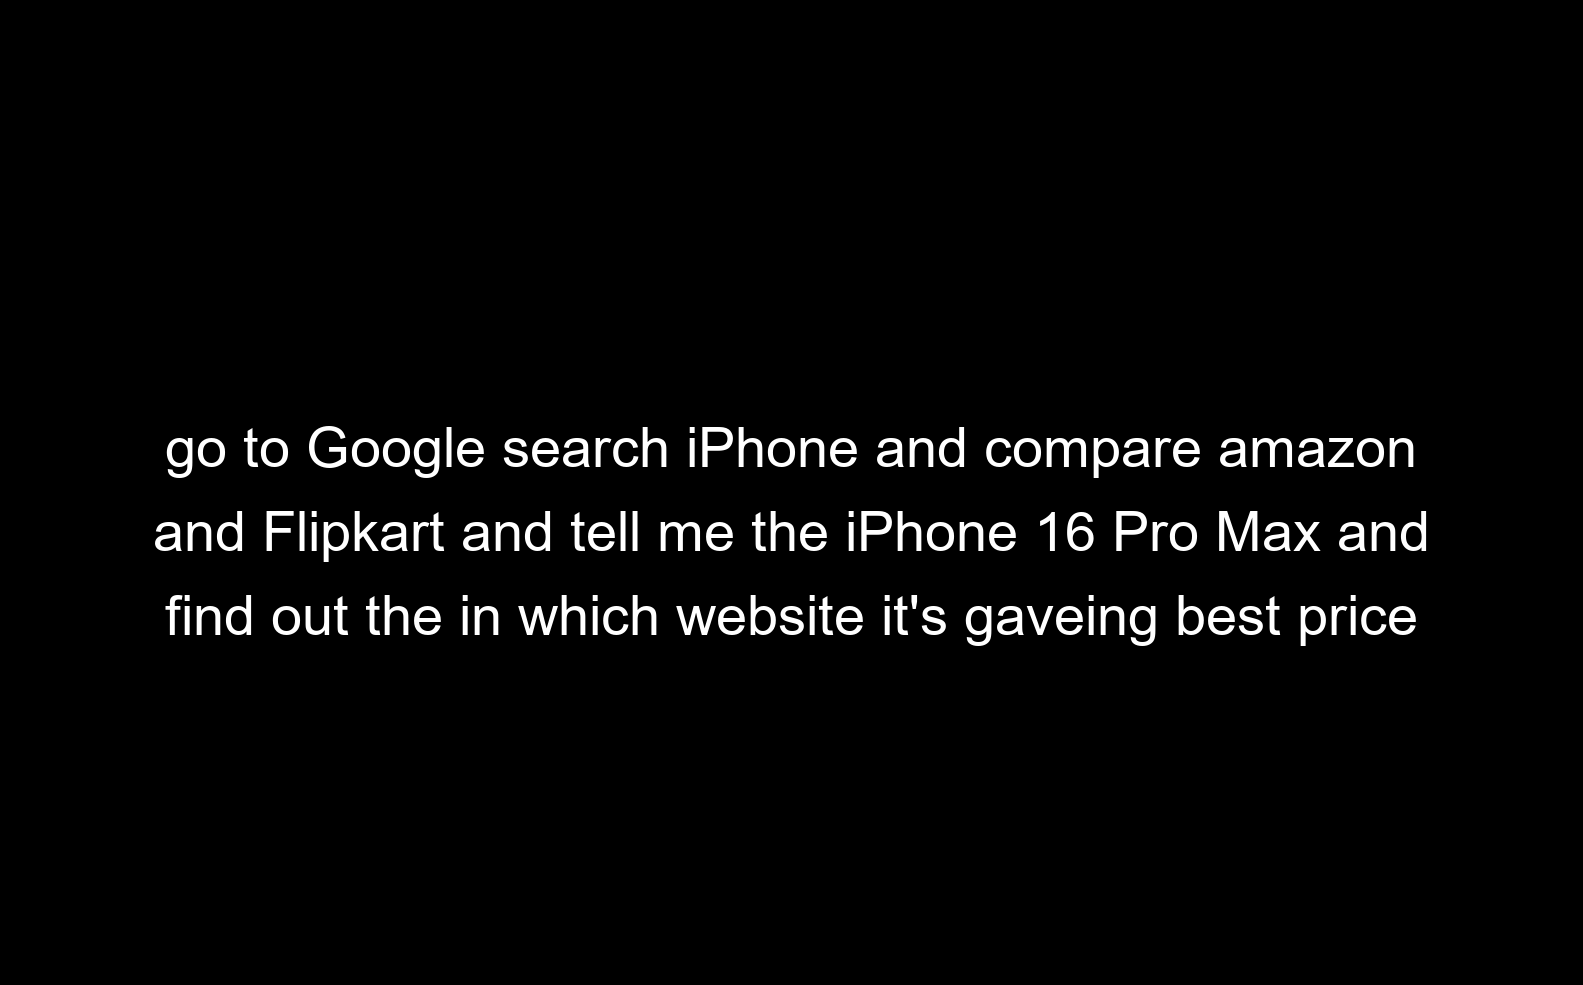 go to Google search iPhone and compare amazon
and Flipkart and tell me the iPhone 16 Pro Max and
find out the in which website it's gaveing best price